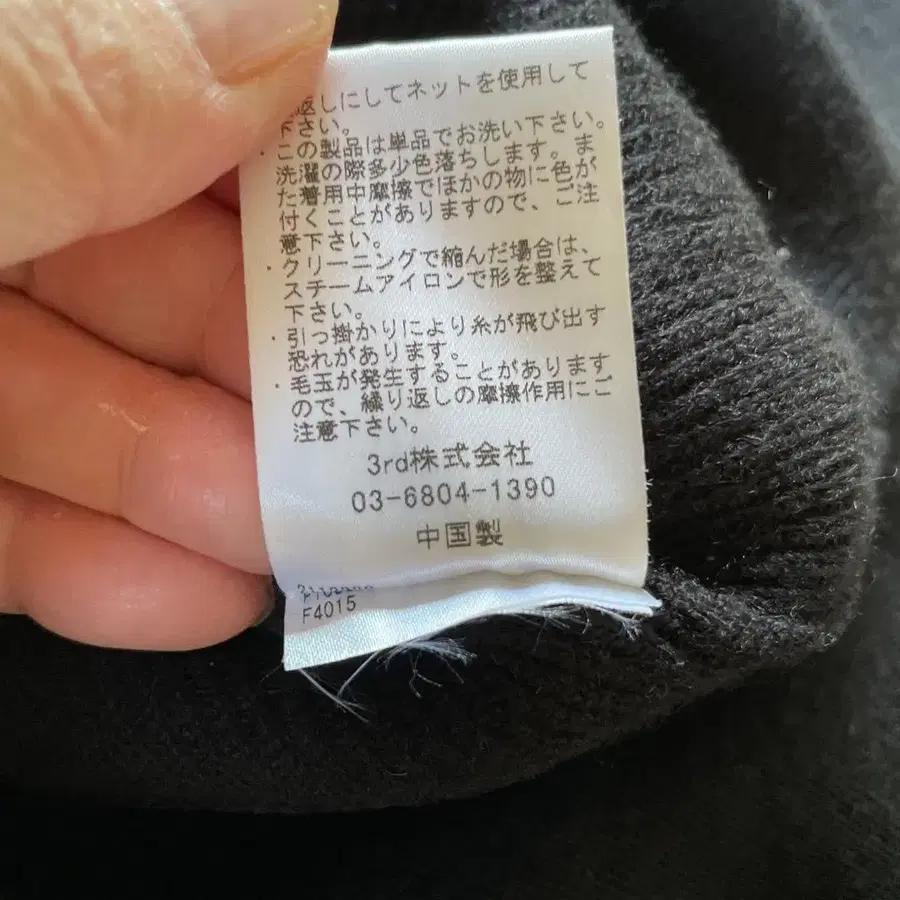 返しにしてネットを使用して
下さい。
・この製品は単品でお洗い下さい。
洗濯の際多少色落ちします。ま
た着用中摩擦でほかの物に色が
付くことがありますので、ご注
意下さい。
・クリーニングで縮んだ場合は、
スチームアイロンで形を整えて
下さい。
・引っ掛かりにより糸が飛び出す
恐れがあります。
・毛玉が発生することがあります
ので、繰り返しの摩擦作用にご
注意下さい。
3rd株式会社
03-6804-1390
中国製
F4015